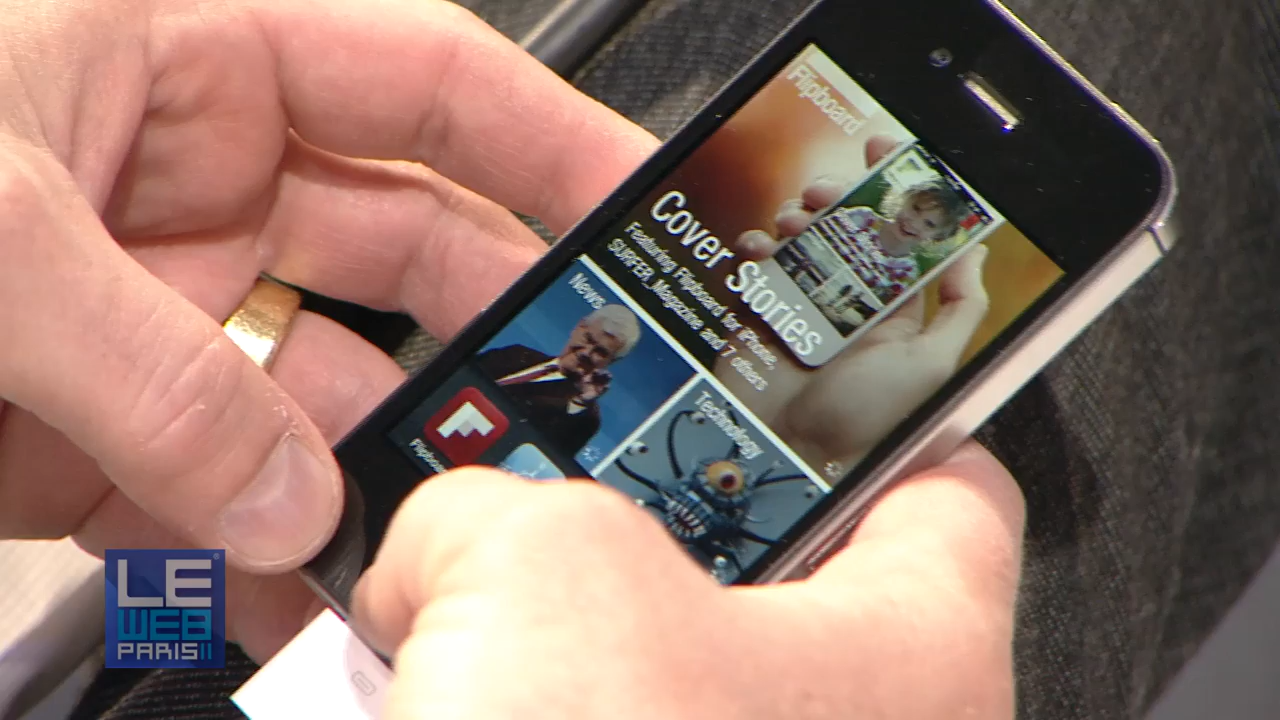 Flipboard
Cover Stories
Featuring Flipboard for iPhone,
SURFER_Magazine and 7 others
News
Technology
LE
WEB
PARIS11